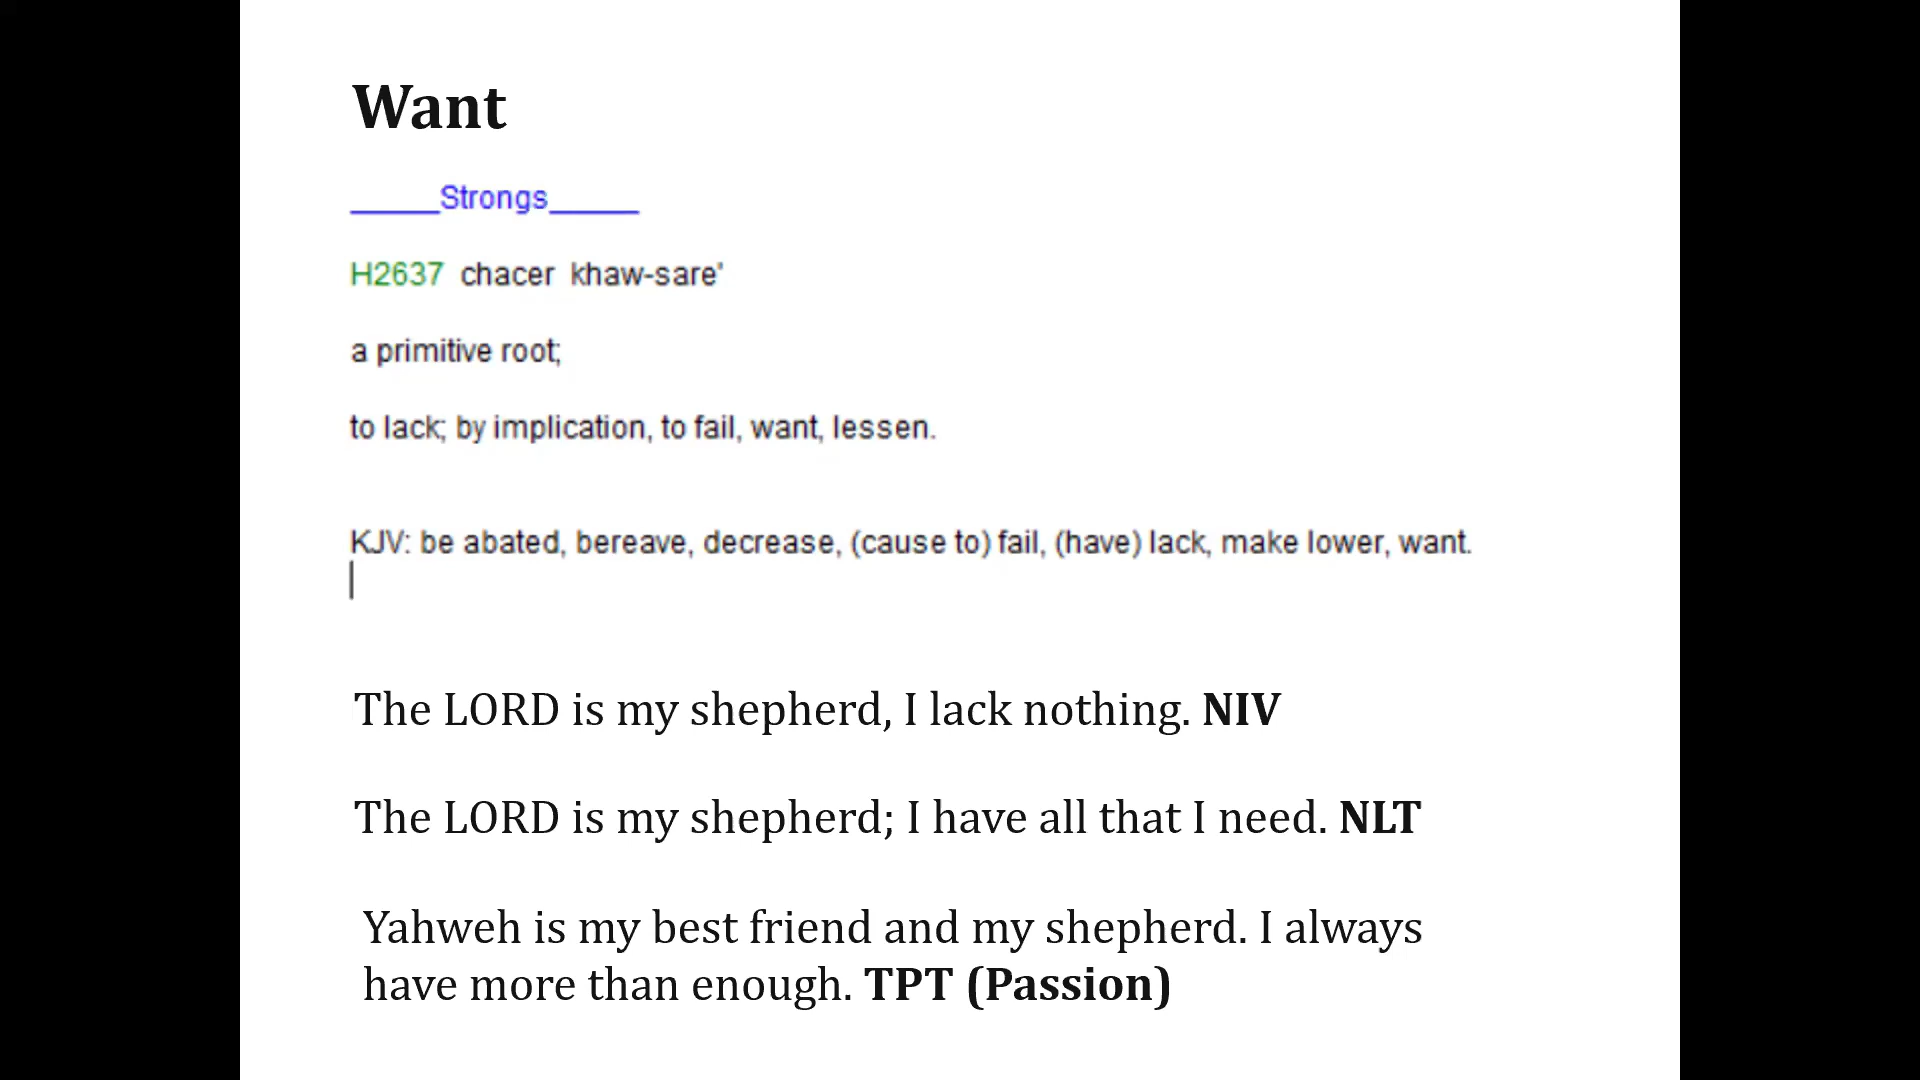 Want
_____Strongs_____
H2637 chacer khaw-sare'
a primitive root;
to lack; by implication, to fail, want, lessen.
KJV: be abated, bereave, decrease, (cause to) fail, (have) lack, make lower, want.
The LORD is my shepherd, I lack nothing. NIV
The LORD is my shepherd; I have all that I need. NLT
Yahweh is my best friend and my shepherd. I always
have more than enough. TPT (Passion)